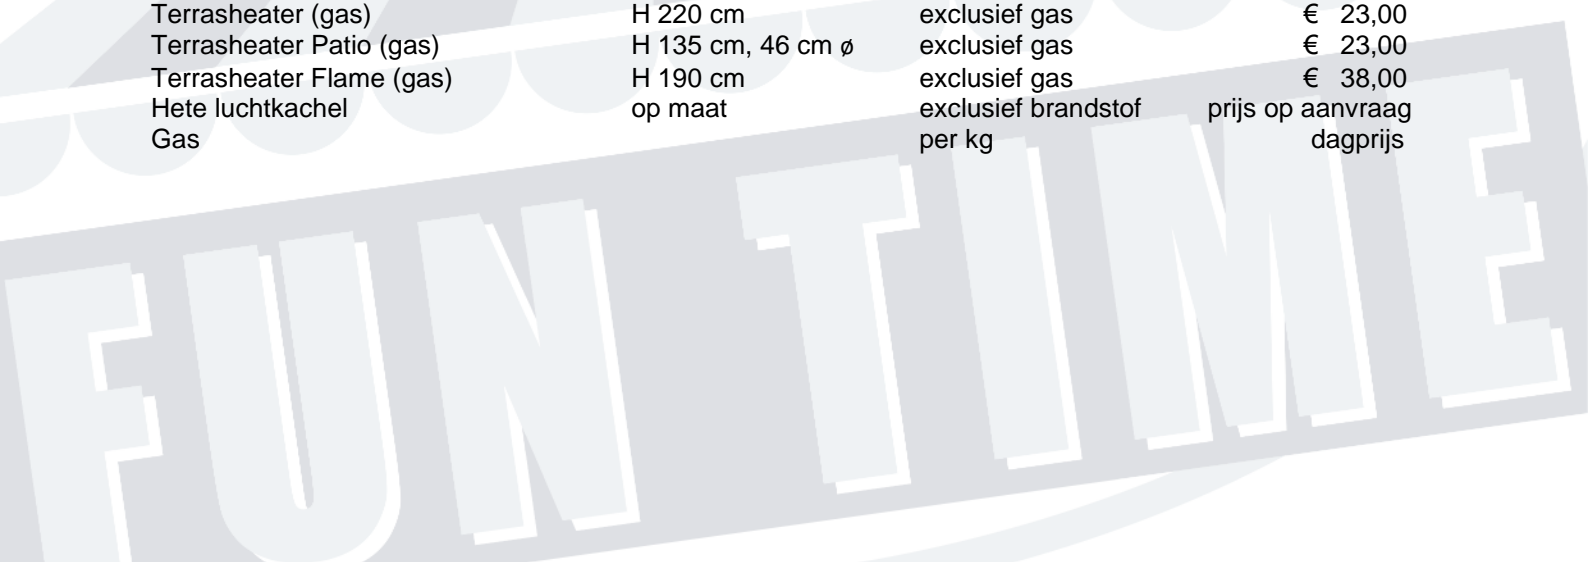 Terrasheater (gas) H 220 cm exclusief gas € 23,00
Terrasheater Patio (gas) H 135 cm, 46 cm ø exclusief gas € 23,00
Terrasheater Flame (gas) H 190 cm exclusief gas € 38,00
Hete luchtkachel op maat exclusief brandstof prijs op aanvraag
Gas per kg dagprijs
FUN TIME